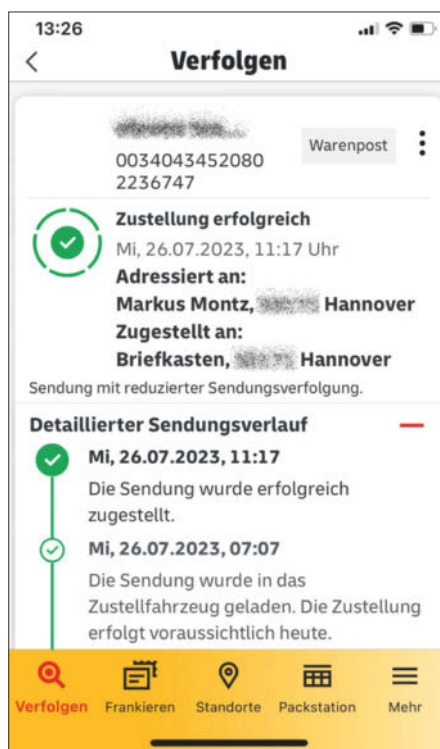 13:26
Verfolgen
0034043452080
2236747
Warenpost
Zustellung erfolgreich
Mi, 26.07.2023, 11:17 Uhr
Adressiert an:
Markus Montz, Hannover
Zugestellt an:
Briefkasten, Hannover
Sendung mit reduzierter Sendungsverfolgung.
Detaillierter Sendungsverlauf
Mi, 26.07.2023, 11:17
Die Sendung wurde erfolgreich
zugestellt.
Mi, 26.07.2023, 07:07
Die Sendung wurde in das
Zustellfahrzeug geladen. Die Zustellung
erfolgt voraussichtlich heute.
Verfolgen Frankieren Standorte Packstation Mehr